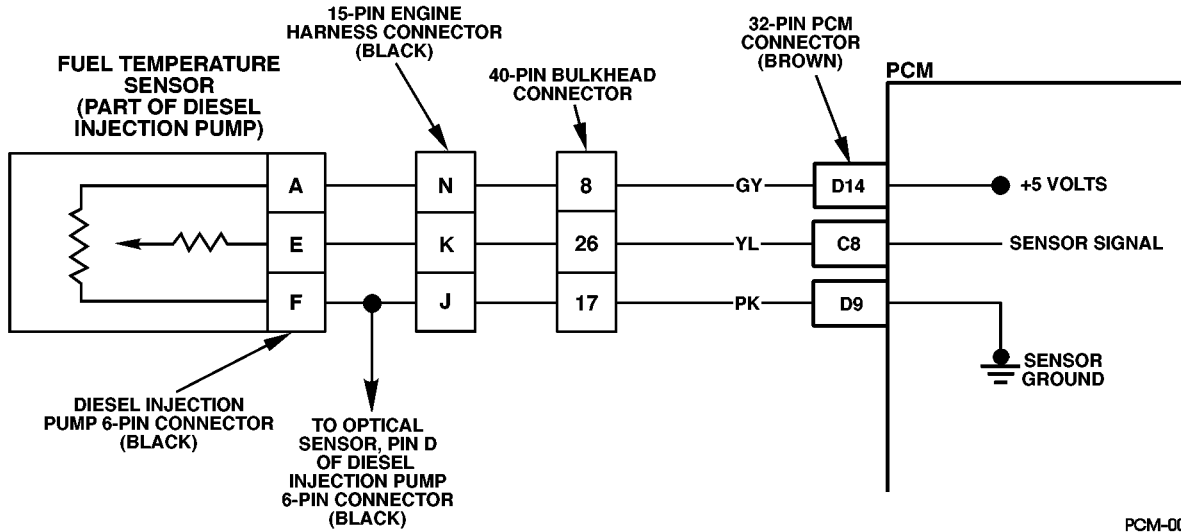 15-PIN ENGINE
HARNESS CONNECTOR
(BLACK)
32-PIN PCM
CONNECTOR
(BROWN)
FUEL TEMPERATURE
SENSOR
(PART OF DIESEL
INJECTION PUMP)
40-PIN BULKHEAD
CONNECTOR
PCM
A
N
8
GY
D14
+5 VOLTS
E
K
26
YL
C8
SENSOR SIGNAL
F
J
17
PK
D9
SENSOR
GROUND
DIESEL INJECTION
PUMP 6-PIN CONNECTOR
(BLACK)
TO OPTICAL
SENSOR, PIN D
OF DIESEL
INJECTION PUMP
6-PIN CONNECTOR
(BLACK)
PCM-00